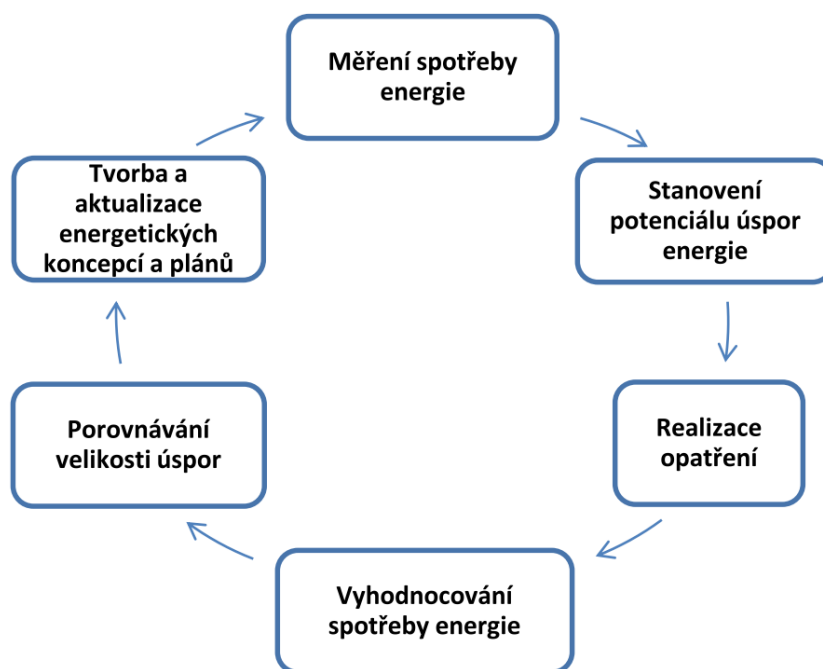 Měření spotřeby
energie
Stanovení
potenciálu úspor
energie
Realizace
opatření
Vyhodnocování
spotřeby energie
Porovnávání
velikosti úspor
Tvorba a
aktualizace
energetických
koncepcí a plánů